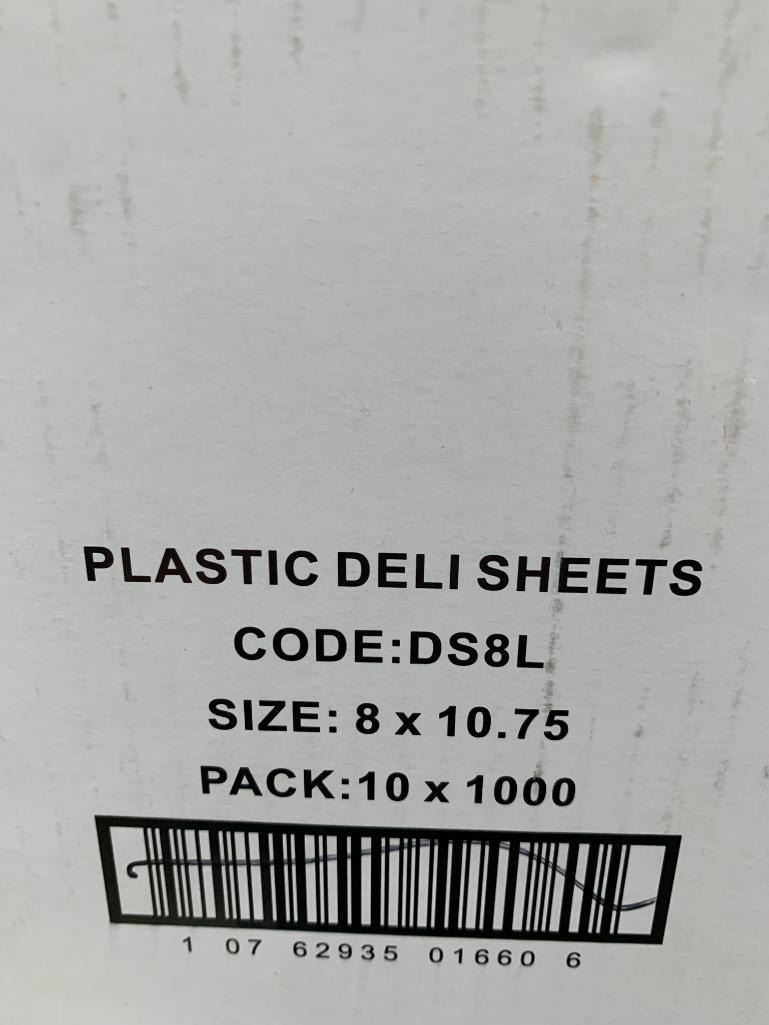 PLASTIC DELI SHEETS
CODE:DS8L
SIZE: 8 x 10.75
PACK:10 x 1000
1 07 62935 01660 6